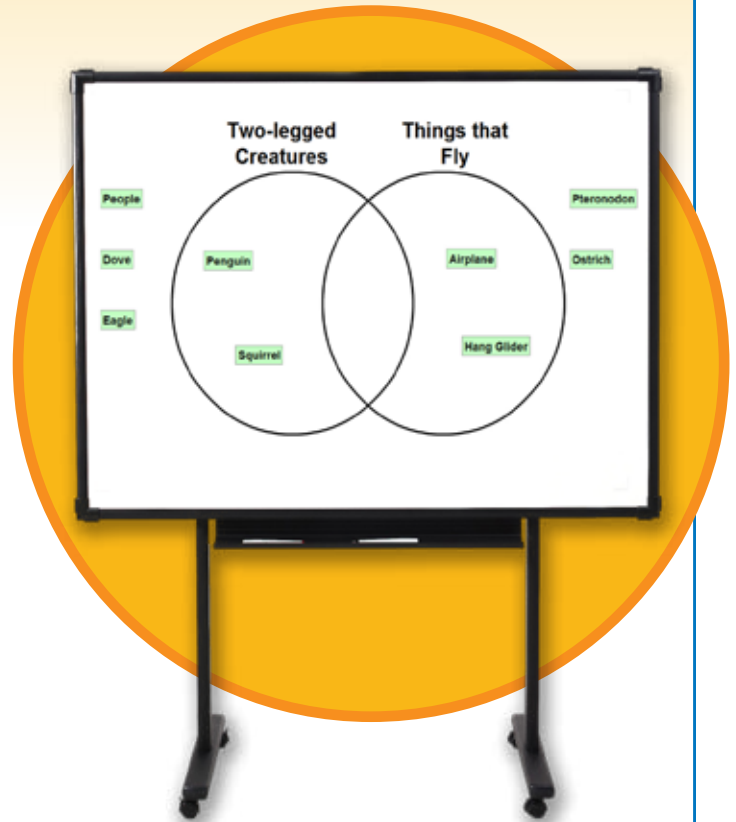 Two-legged
Creatures
Things that
Fly
People
Pteronodon
Dove
Penguin
Airplane
Ostrich
Eagle
Squirrel
Hang Glider